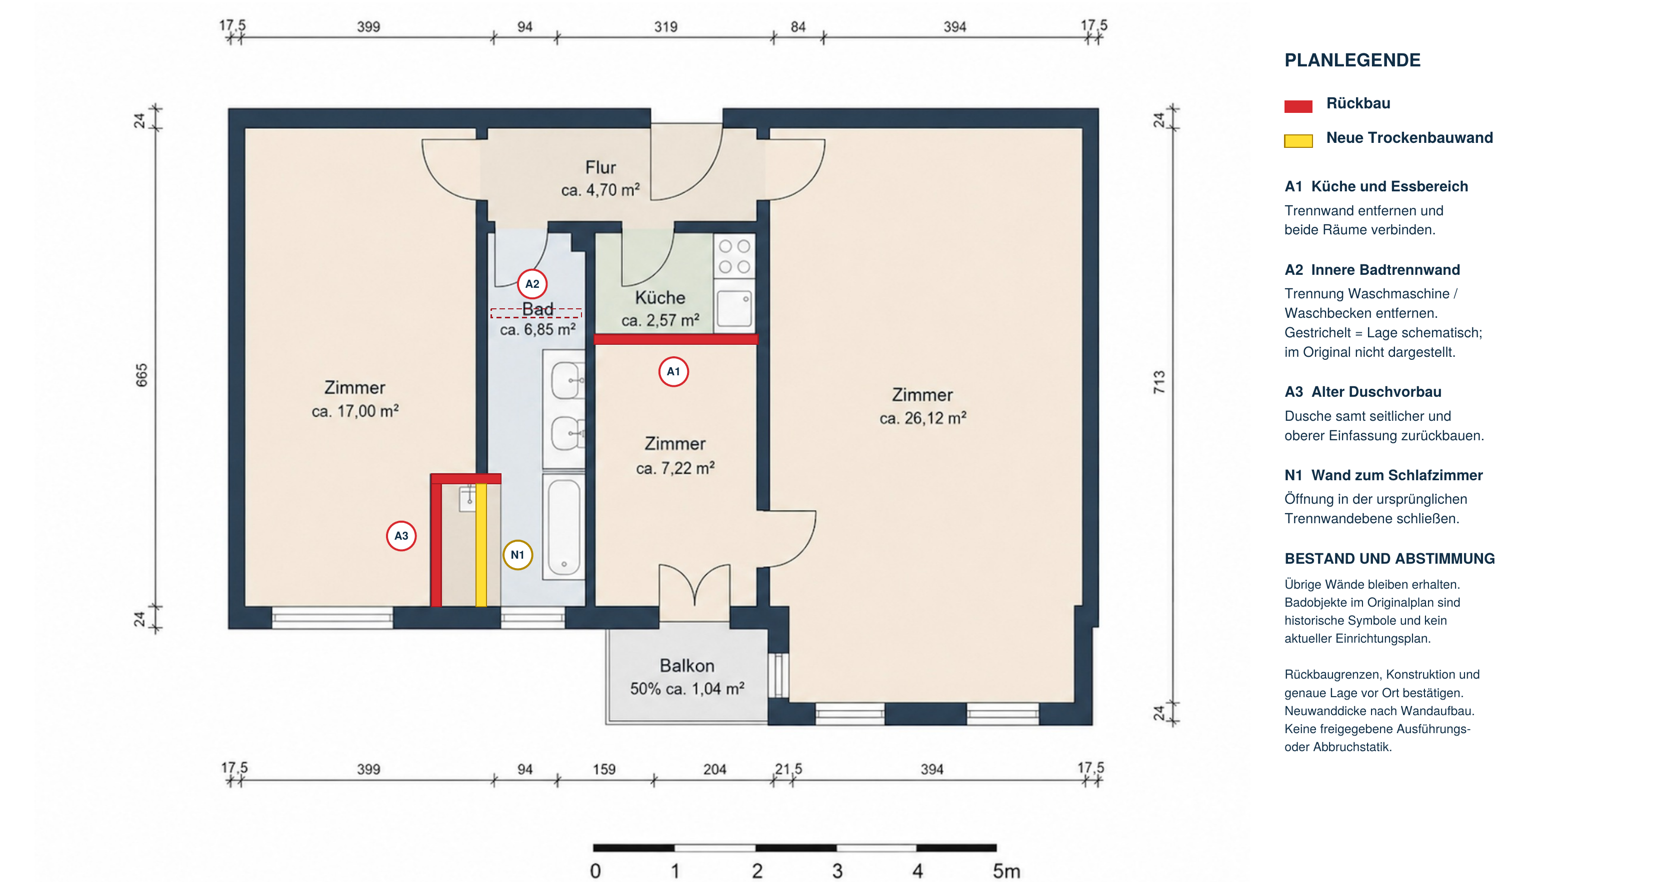 17,5 399 94 319 84 394 17,5
24
24
665
713
24
24
Flur
ca. 4,70 m²
A2
Bad
ca. 6,85 m²
Küche
ca. 2,57 m²
A1
Zimmer
ca. 17,00 m²
Zimmer
ca. 7,22 m²
Zimmer
ca. 26,12 m²
A3
N1
Balkon
50% ca. 1,04 m²
17,5 399 94 159 204 21,5 394 17,5
0 1 2 3 4 5m
PLANLEGENDE
Rückbau
Neue Trockenbauwand
A1 Küche und Essbereich
Trennwand entfernen und
beide Räume verbinden.
A2 Innere Badtrennwand
Trennung Waschmaschine /
Waschbecken entfernen.
Gestrichelt = Lage schematisch;
im Original nicht dargestellt.
A3 Alter Duschvorbau
Dusche samt seitlicher und
oberer Einfassung zurückbauen.
N1 Wand zum Schlafzimmer
Öffnung in der ursprünglichen
Trennwandebene schließen.
BESTAND UND ABSTIMMUNG
Übrige Wände bleiben erhalten.
Badobjekte im Originalplan sind
historische Symbole und kein
aktueller Einrichtungsplan.
Rückbaugrenzen, Konstruktion und
genaue Lage vor Ort bestätigen.
Neuwanddicke nach Wandaufbau.
Keine freigegebene Ausführungs-
oder Abbruchstatik.